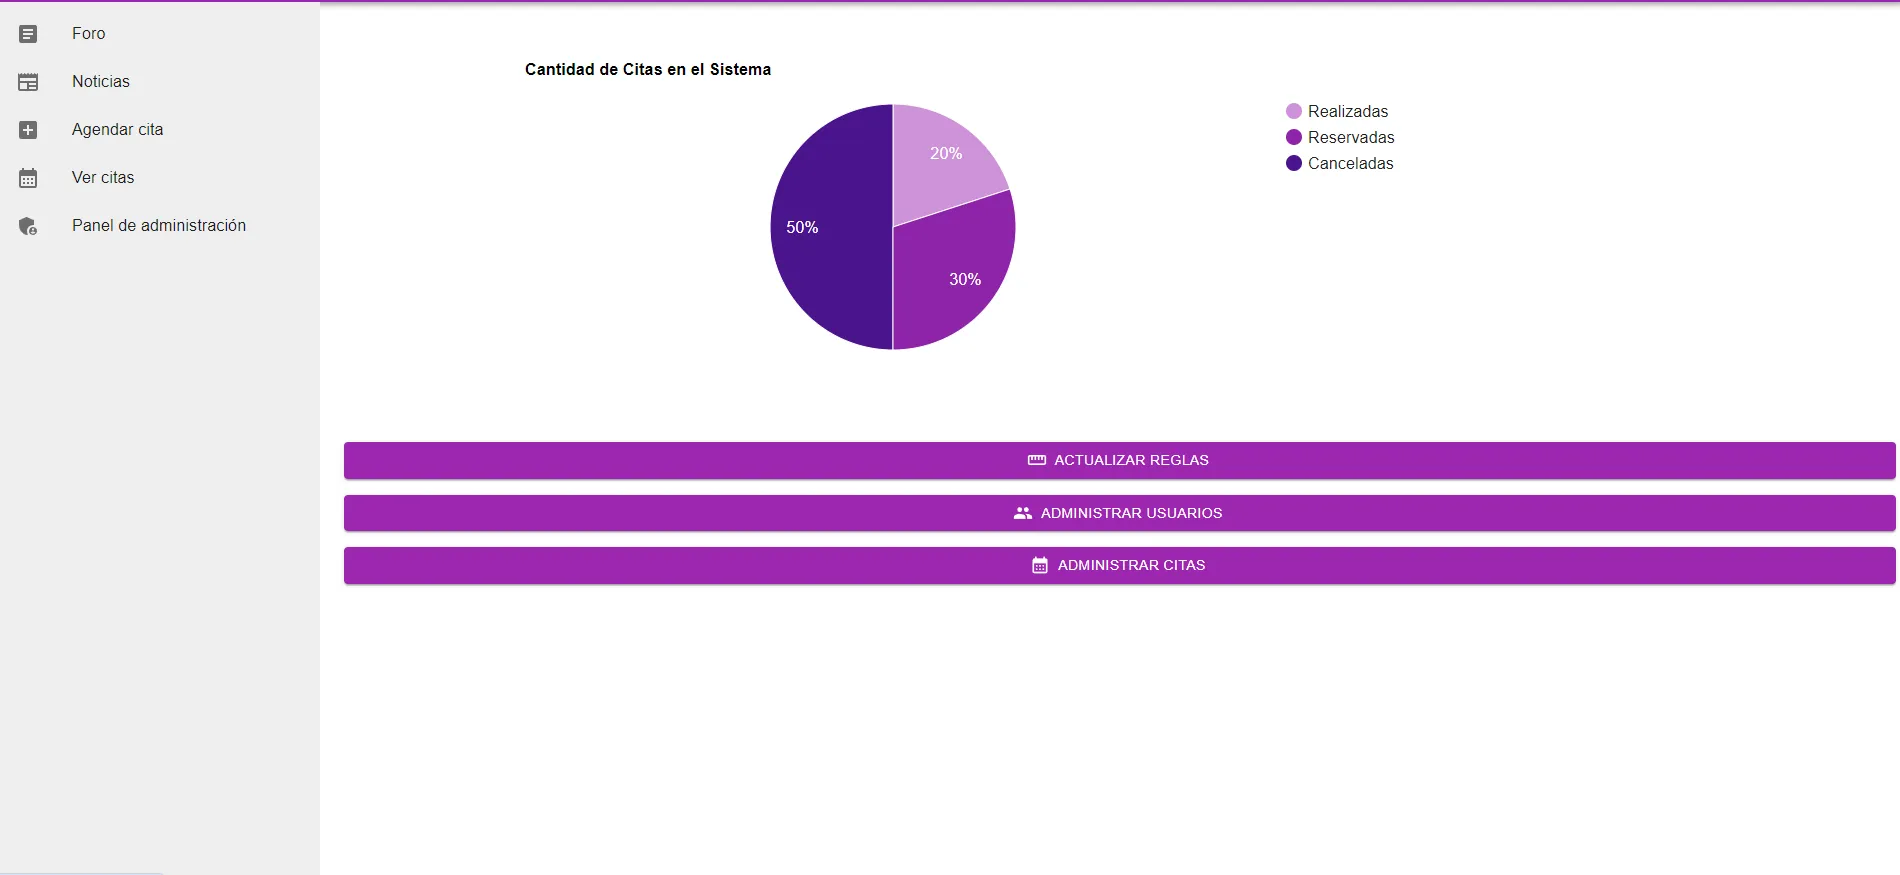 Foro
Noticias
Agendar cita
Ver citas
Panel de administración
Cantidad de Citas en el Sistema
20%
50%
30%
Realizadas
Reservadas
Canceladas
ACTUALIZAR REGLAS
ADMINISTRAR USUARIOS
ADMINISTRAR CITAS